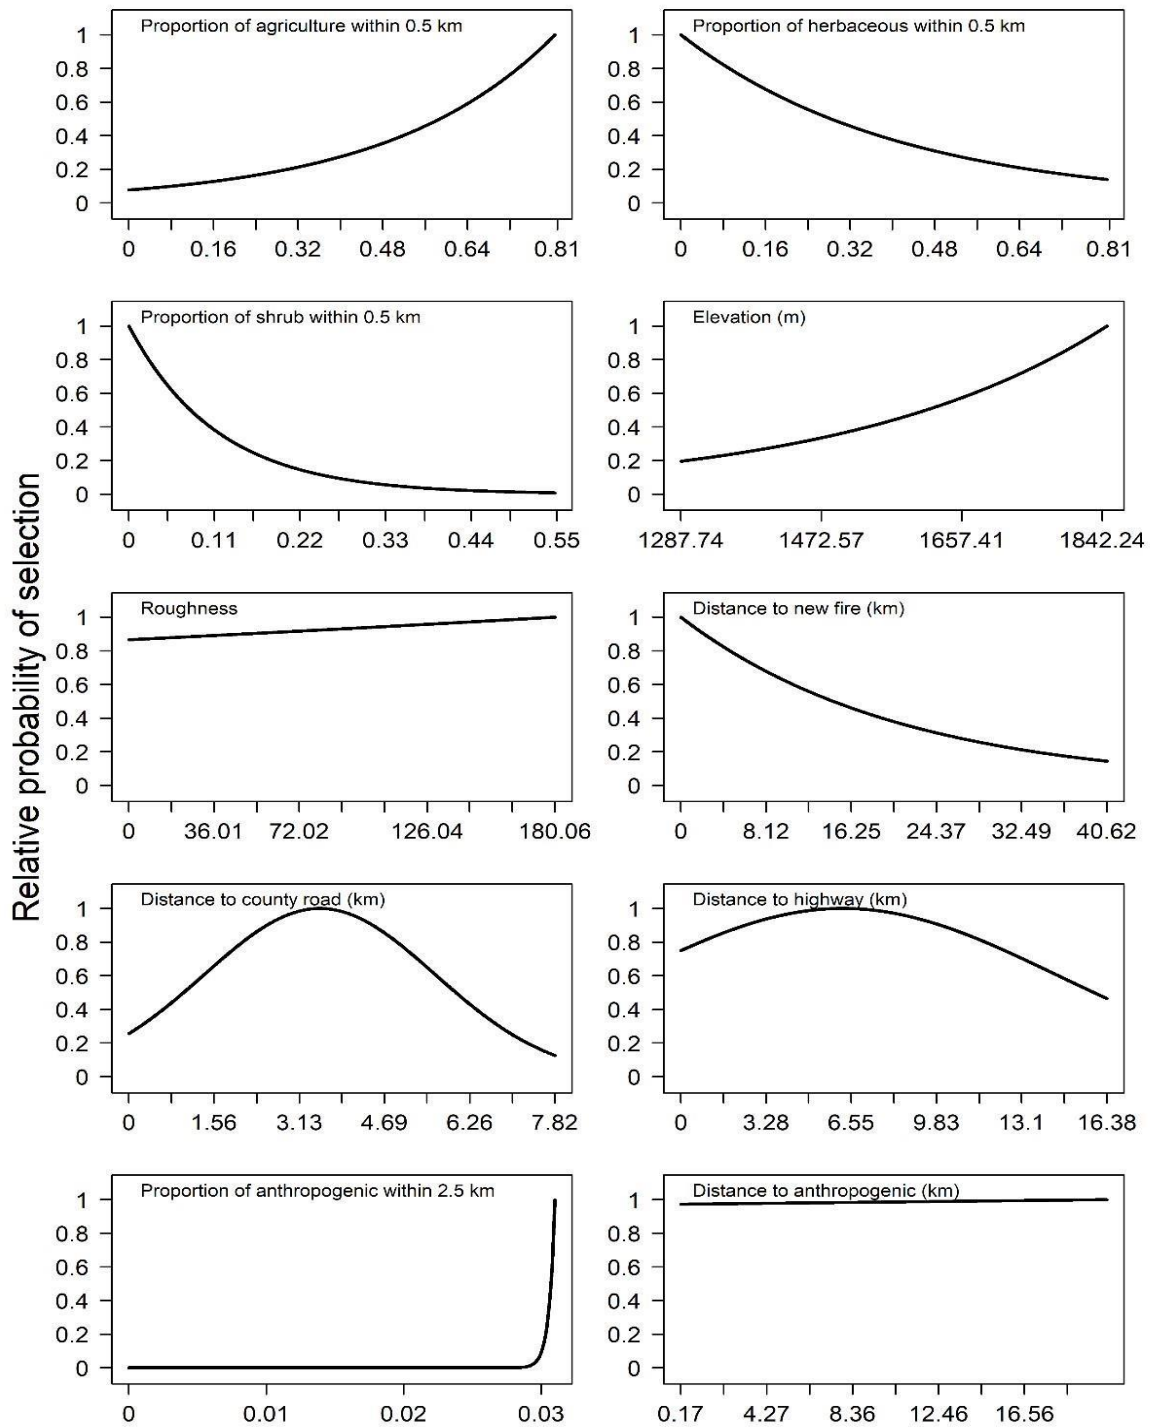 Relative probability of selection
Proportion of agriculture within 0.5 km
1
0.8
0.6
0.4
0.2
0
0 0.16 0.32 0.48 0.64 0.81
Proportion of herbaceous within 0.5 km
1
0.8
0.6
0.4
0.2
0
0 0.16 0.32 0.48 0.64 0.81
Proportion of shrub within 0.5 km
1
0.8
0.6
0.4
0.2
0
0 0.11 0.22 0.33 0.44 0.55
Elevation (m)
1
0.8
0.6
0.4
0.2
0
1287.74 1472.57 1657.41 1842.24
Roughness
1
0.8
0.6
0.4
0.2
0
0 36.01 72.02 126.04 180.06
Distance to new fire (km)
1
0.8
0.6
0.4
0.2
0
0 8.12 16.25 24.37 32.49 40.62
Distance to county road (km)
1
0.8
0.6
0.4
0.2
0
0 1.56 3.13 4.69 6.26 7.82
Distance to highway (km)
1
0.8
0.6
0.4
0.2
0
0 3.28 6.55 9.83 13.1 16.38
Proportion of anthropogenic within 2.5 km
1
0.8
0.6
0.4
0.2
0
0 0.01 0.02 0.03
Distance to anthropogenic (km)
1
0.8
0.6
0.4
0.2
0
0.17 4.27 8.36 12.46 16.56